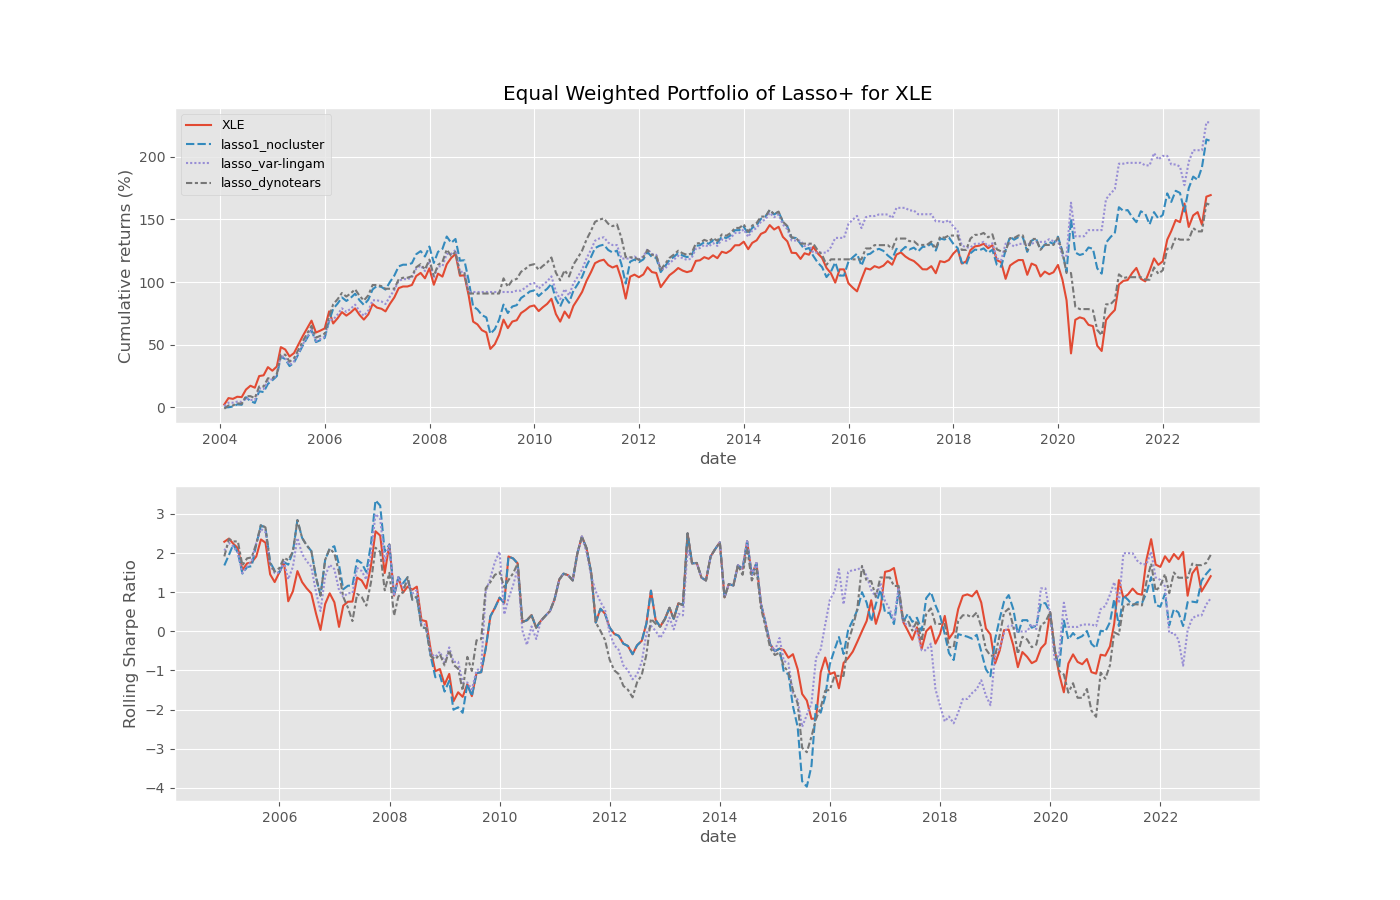 Equal Weighted Portfolio of Lasso+ for XLE
XLE
lasso1_nocluster
lasso_var-lingam
lasso_dynotears
Cumulative returns (%)
200
150
100
50
0
2004 2006 2008 2010 2012 2014 2016 2018 2020 2022
date
Rolling Sharpe Ratio
3
2
1
0
−1
−2
−3
−4
2006 2008 2010 2012 2014 2016 2018 2020 2022
date